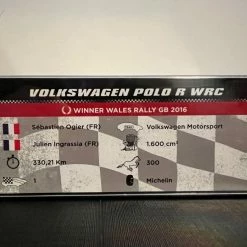 VOLKSWAGEN POLO R WRC
WINNER WALES RALLY GB 2016
Sébastien Ogier (FR) Volkswagen Motorsport
Julien Ingrassia (FR) 1.600 cm³
330,21 Km 300
1 6 Michelin